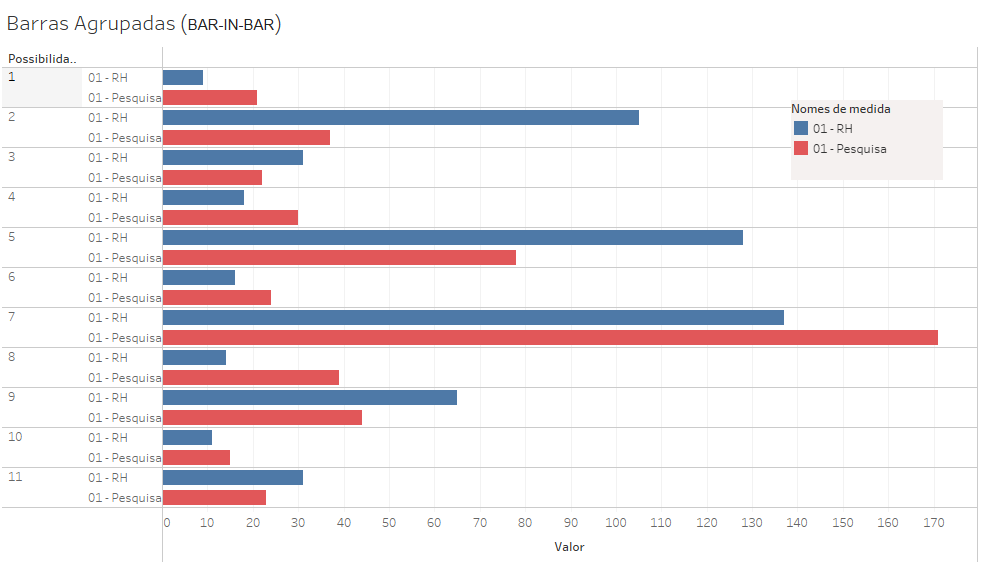 Barras Agrupadas (BAR-IN-BAR)
Possibilida..
1
01 - RH
01 - Pesquisa
2
01 - RH
01 - Pesquisa
3
01 - RH
01 - Pesquisa
4
01 - RH
01 - Pesquisa
5
01 - RH
01 - Pesquisa
6
01 - RH
01 - Pesquisa
7
01 - RH
01 - Pesquisa
8
01 - RH
01 - Pesquisa
9
01 - RH
01 - Pesquisa
10
01 - RH
01 - Pesquisa
11
01 - RH
01 - Pesquisa
Nomes de medida
01 - RH
01 - Pesquisa
0 10 20 30 40 50 60 70 80 90 100 110 120 130 140 150 160 170
Valor